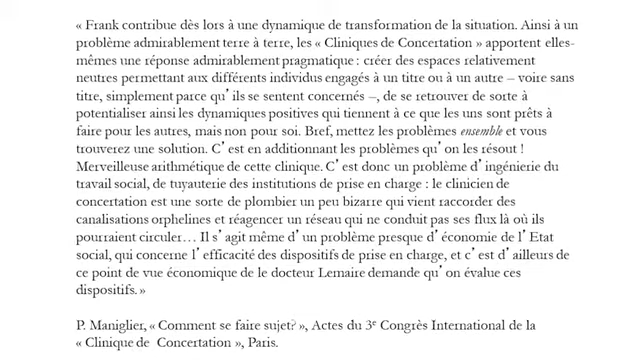 « Frank contribue dès lors à une dynamique de transformation de la situation. Ainsi à un
problème admirablement terre à terre, les « Cliniques de Concertation » apportent elles-
mêmes une réponse admirablement pragmatique : créer des espaces relativement
neutres permettant aux différents individus engagés à un titre ou à un autre – voire sans
titre, simplement parce qu’ils se sentent concernés –, de se retrouver de sorte à
potentialiser ainsi les dynamiques positives qui tiennent à ce que les uns sont prêts à
faire pour les autres, mais non pour soi. Bref, mettez les problèmes ensemble et vous
trouverez une solution. C’est en additionnant les problèmes qu’on les résout !
Merveilleuse arithmétique de cette clinique. C’est donc un problème d’ingénierie du
travail social, de tuyauterie des institutions de prise en charge : le clinicien de
concertation est une sorte de plombier un peu bizarre qui vient raccorder des
canalisations orphelines et réagencer un réseau qui ne conduit pas ses flux là où ils
pourraient circuler… Il s’agit même d’un problème presque d’économie de l’Etat
social, qui concerne l’efficacité des dispositifs de prise en charge, et c’est d’ailleurs de
ce point de vue économique de le docteur Lemaire demande qu’on évalue ces
dispositifs. »
P. Maniglier, « Comment se faire sujet? », Actes du 3e Congrès International de la
« Clinique de Concertation », Paris.